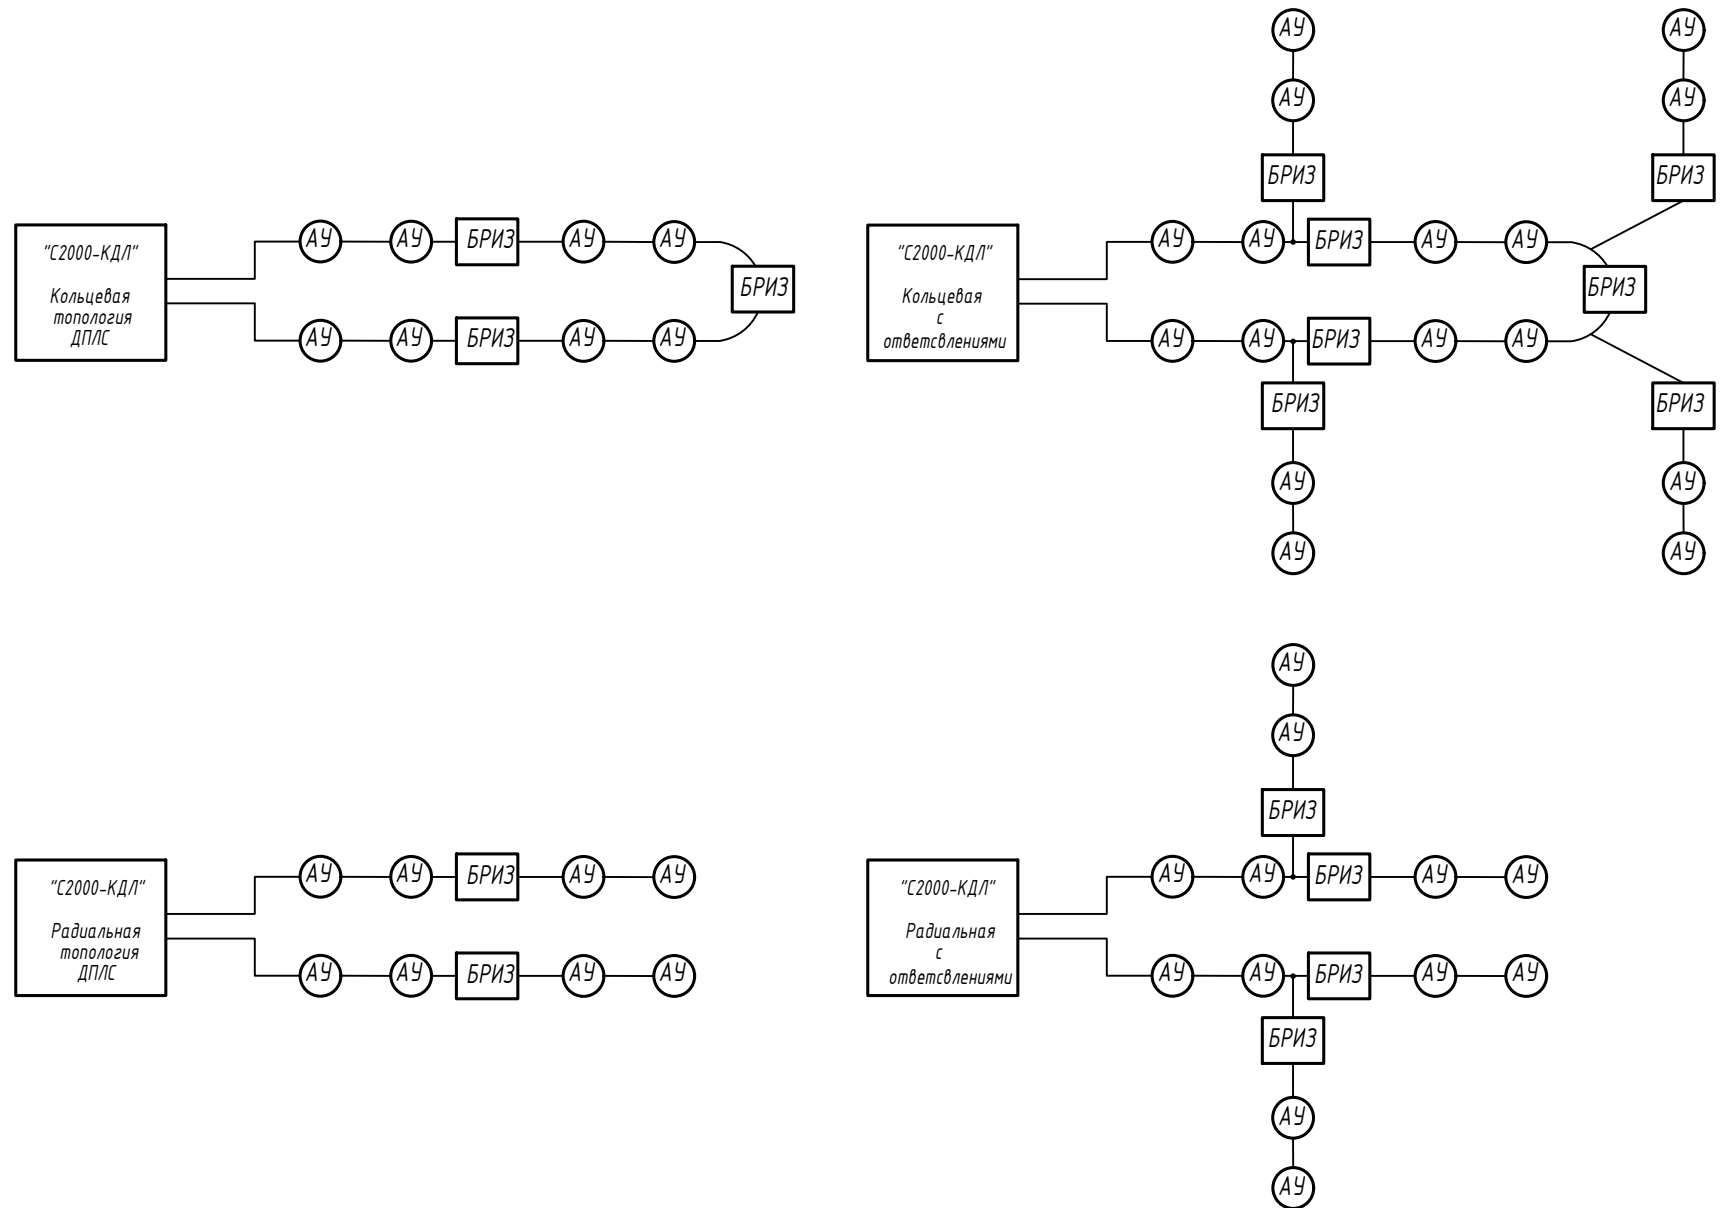 АУ
АУ
АУ
АУ
БРИЗ
БРИЗ
"С2000-КДЛ"
Кольцевая
топология
ДПЛС
АУ
АУ
БРИЗ
АУ
АУ
БРИЗ
АУ
АУ
БРИЗ
АУ
АУ
"С2000-КДЛ"
Кольцевая
с
ответсвлениями
АУ
АУ
БРИЗ
АУ
АУ
БРИЗ
АУ
АУ
БРИЗ
АУ
АУ
БРИЗ
БРИЗ
АУ
АУ
АУ
АУ
АУ
АУ
БРИЗ
"С2000-КДЛ"
Радиальная
топология
ДПЛС
АУ
АУ
БРИЗ
АУ
АУ
АУ
АУ
БРИЗ
АУ
АУ
"С2000-КДЛ"
Радиальная
с
ответсвлениями
АУ
АУ
БРИЗ
АУ
АУ
АУ
АУ
БРИЗ
АУ
АУ
БРИЗ
АУ
АУ